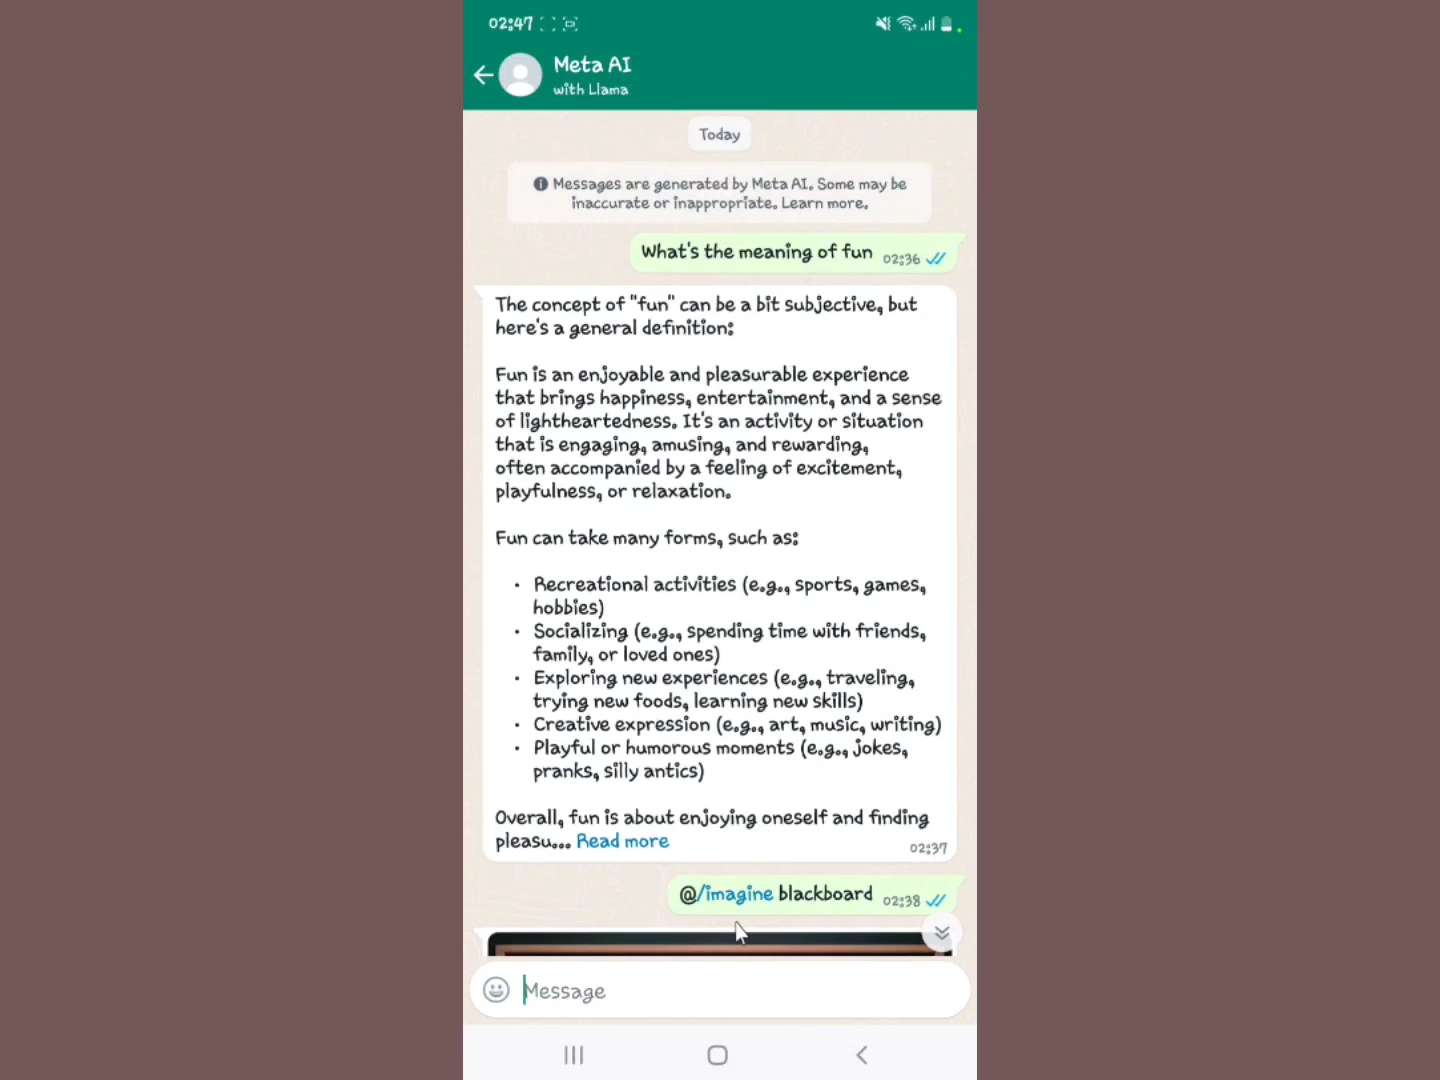 02:47
Meta AI
with Llama
Today
Messages are generated by Meta AI. Some may be
inaccurate or inappropriate. Learn more.
What's the meaning of fun 02:36
The concept of "fun" can be a bit subjective, but
here's a general definition:
Fun is an enjoyable and pleasurable experience
that brings happiness, entertainment, and a sense
of lightheartedness. It's an activity or situation
that is engaging, amusing, and rewarding,
often accompanied by a feeling of excitement,
playfulness, or relaxation.
Fun can take many forms, such as:
• Recreational activities (e.g., sports, games,
hobbies)
• Socializing (e.g., spending time with friends,
family, or loved ones)
• Exploring new experiences (e.g., traveling,
trying new foods, learning new skills)
• Creative expression (e.g., art, music, writing)
• Playful or humorous moments (e.g., jokes,
pranks, silly antics)
Overall, fun is about enjoying oneself and finding
pleasu... Read more 02:37
@/imagine blackboard 02:38
Message